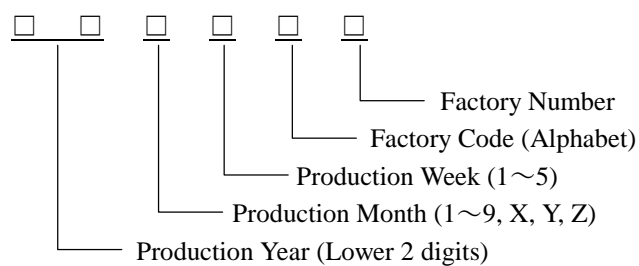 □ □ □ □ □ □
Factory Number
Factory Code (Alphabet)
Production Week (1～5)
Production Month (1～9, X, Y, Z)
Production Year (Lower 2 digits)